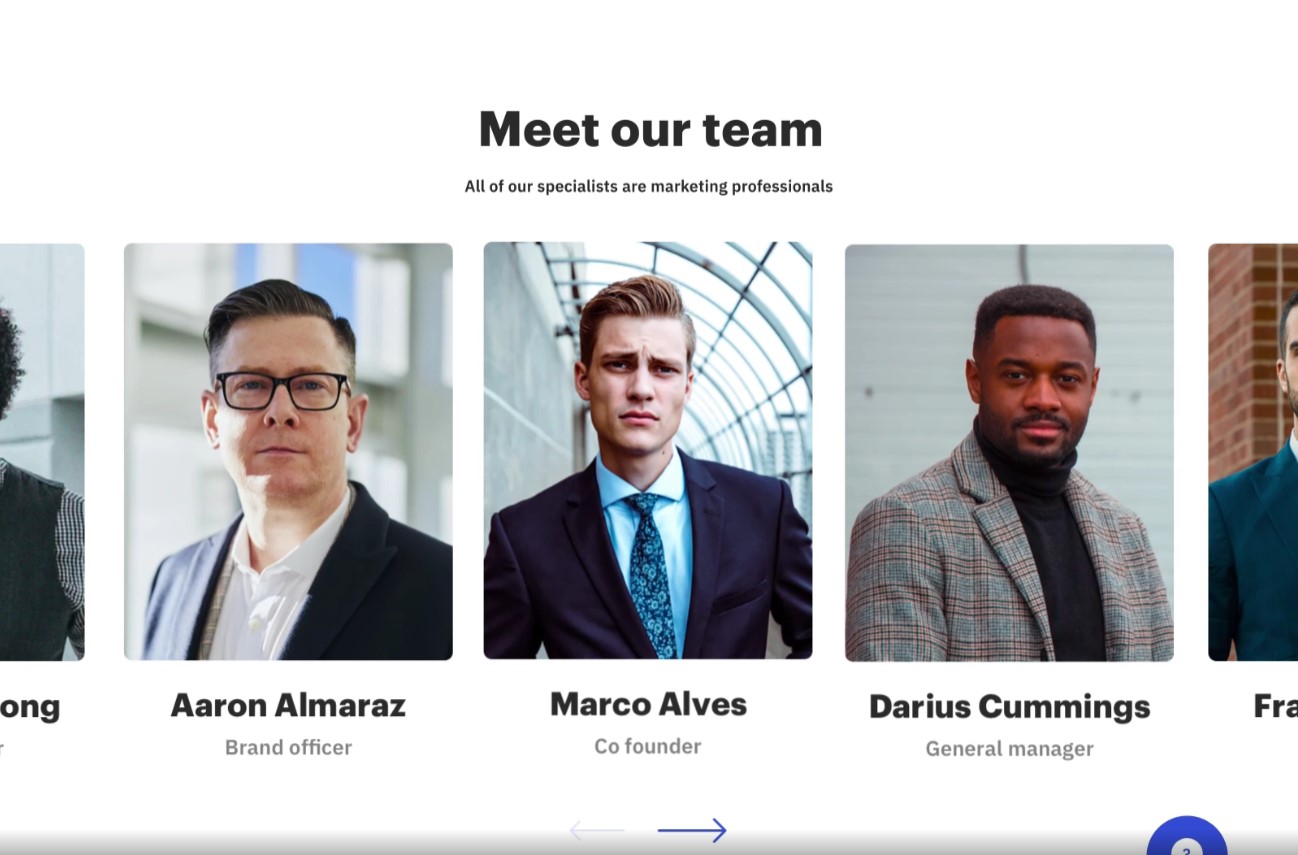 Meet our team
All of our specialists are marketing professionals
ong
Aaron Almaraz
Marco Alves
Darius Cummings
Fra
r
Brand officer
Co founder
General manager
?